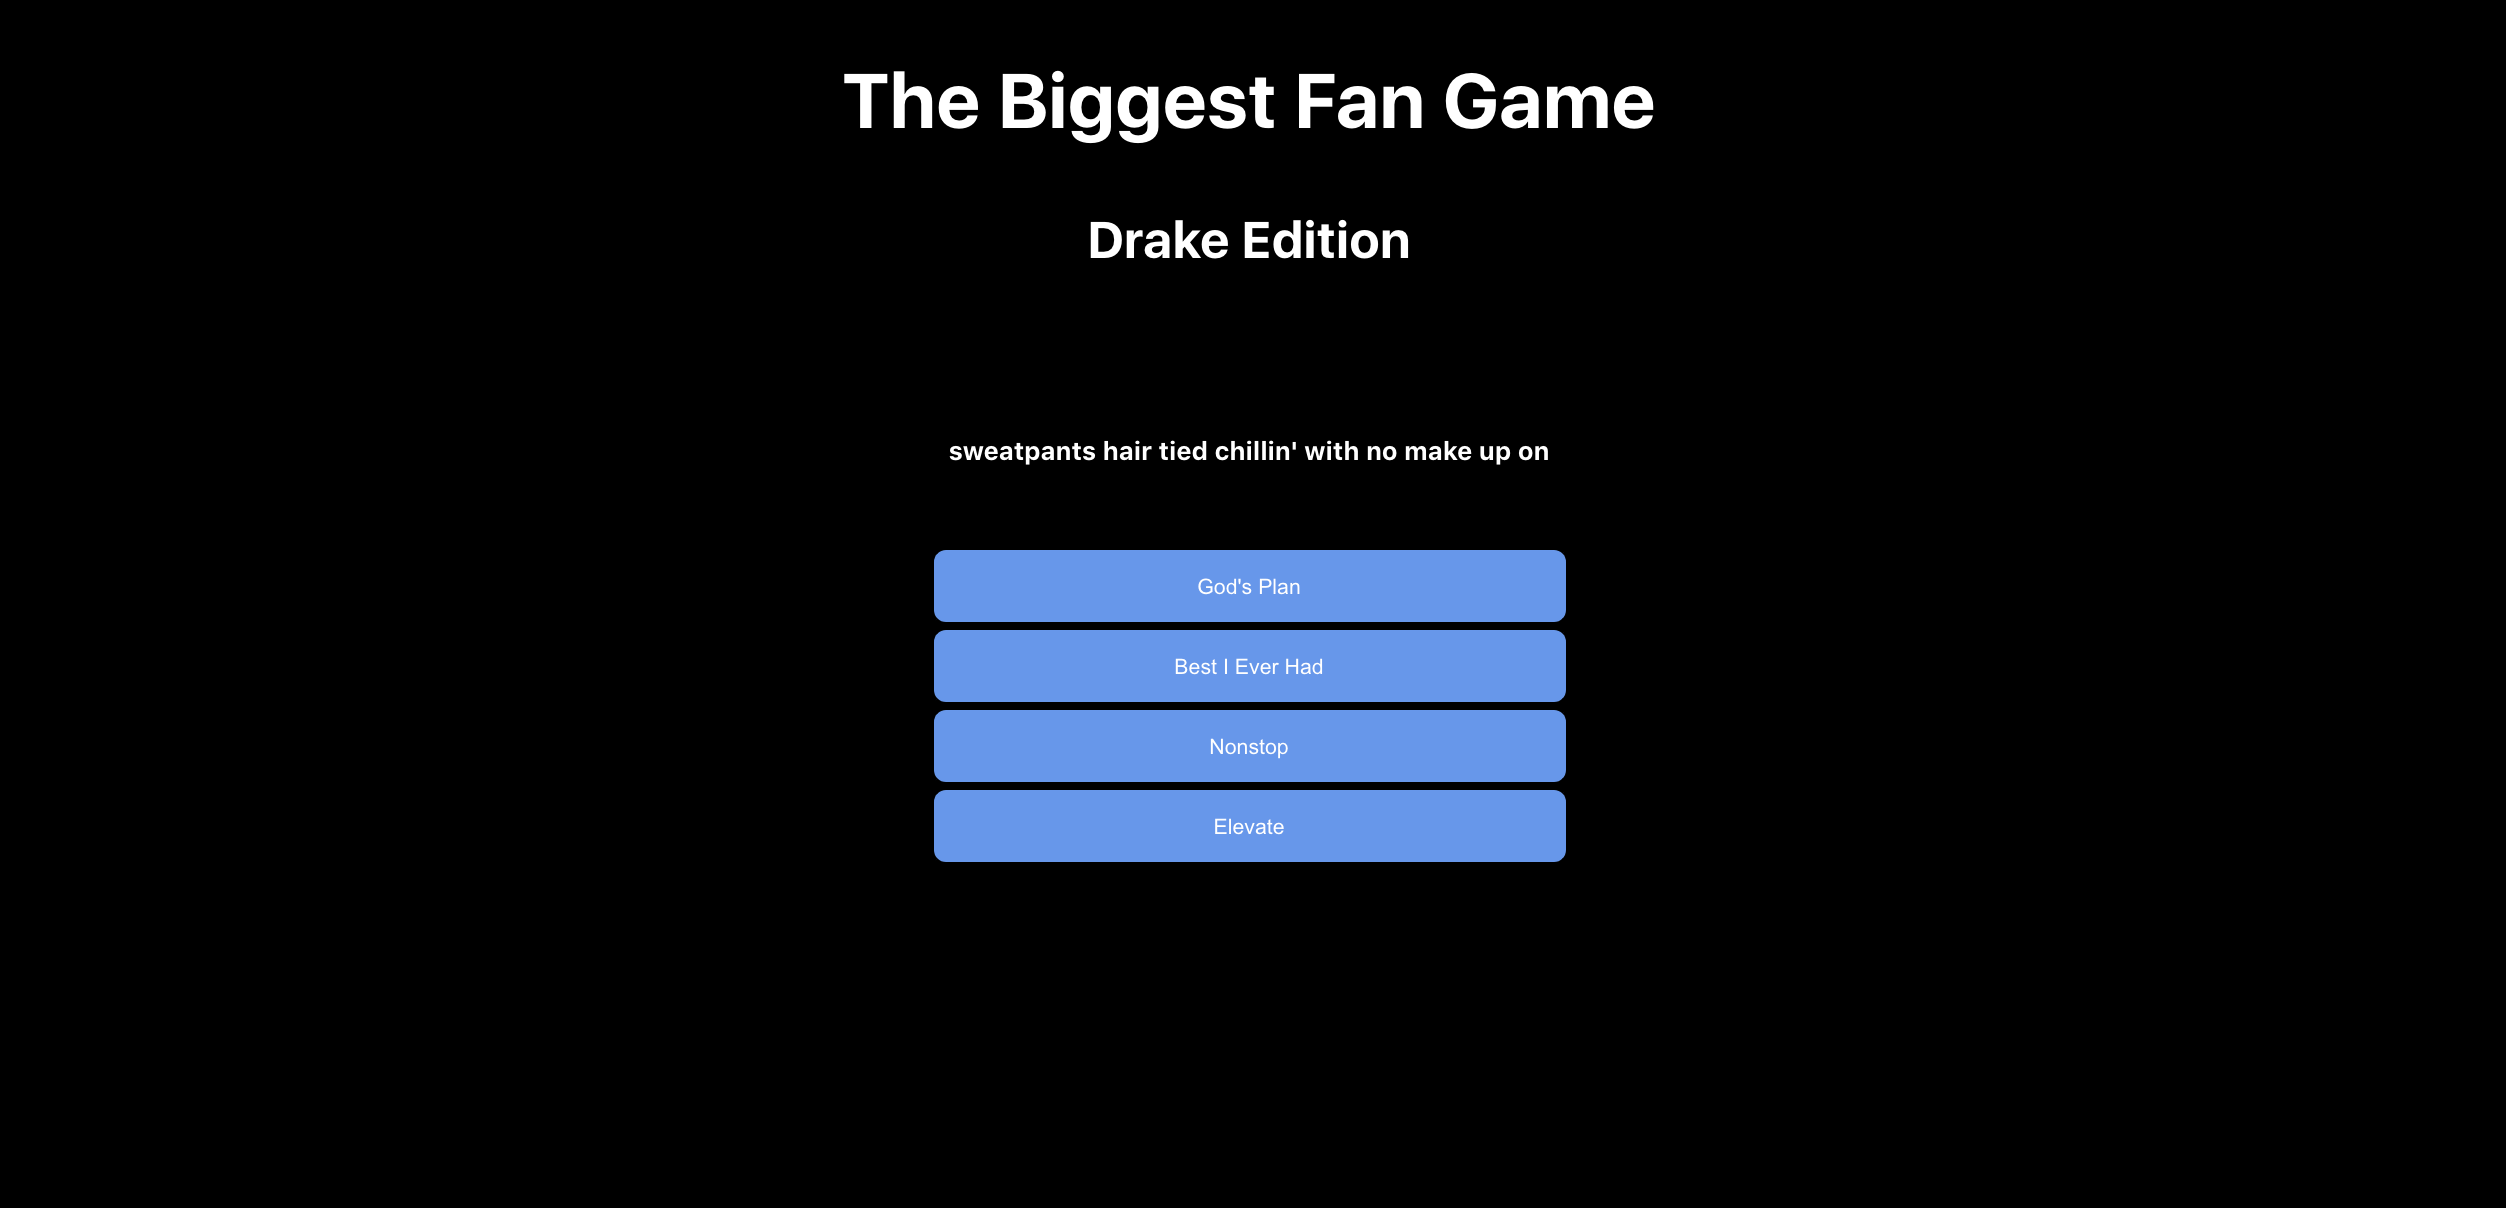 The Biggest Fan Game
Drake Edition
sweatpants hair tied chillin' with no make up on
God's Plan
Best I Ever Had
Nonstop
Elevate